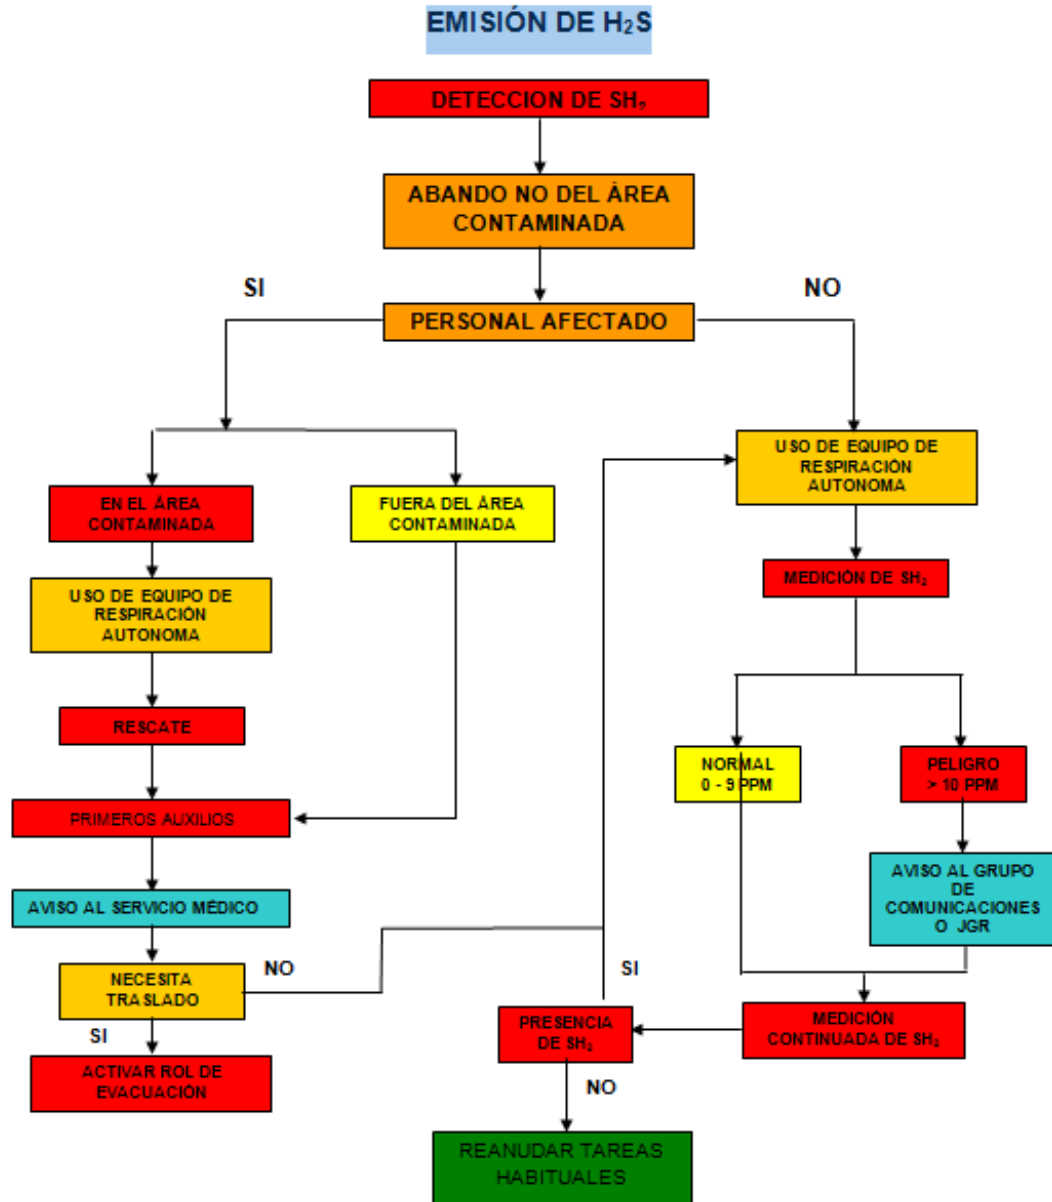 EMISIÓN DE H₂S
DETECCION DE SH₂
ABANDO NO DEL ÁREA
CONTAMINADA
SI
NO
PERSONAL AFECTADO
EN EL ÁREA
CONTAMINADA
FUERA DEL ÁREA
CONTAMINADA
USO DE EQUIPO DE
RESPIRACIÓN
AUTONOMA
USO DE EQUIPO DE
RESPIRACIÓN
AUTONOMA
MEDICIÓN DE SH₂
RESCATE
NORMAL
0 - 9 PPM
PELIGRO
> 10 PPM
PRIMEROS AUXILIOS
AVISO AL GRUPO
DE
COMUNICACIONES
O JGR
AVISO AL SERVICIO MÉDICO
NECESITA
TRASLADO
NO
SI
SI
PRESENCIA
DE SH₂
MEDICIÓN
CONTINUADA DE SH₂
ACTIVAR ROL DE
EVACUACIÓN
NO
REANUDAR TAREAS
HABITUALES